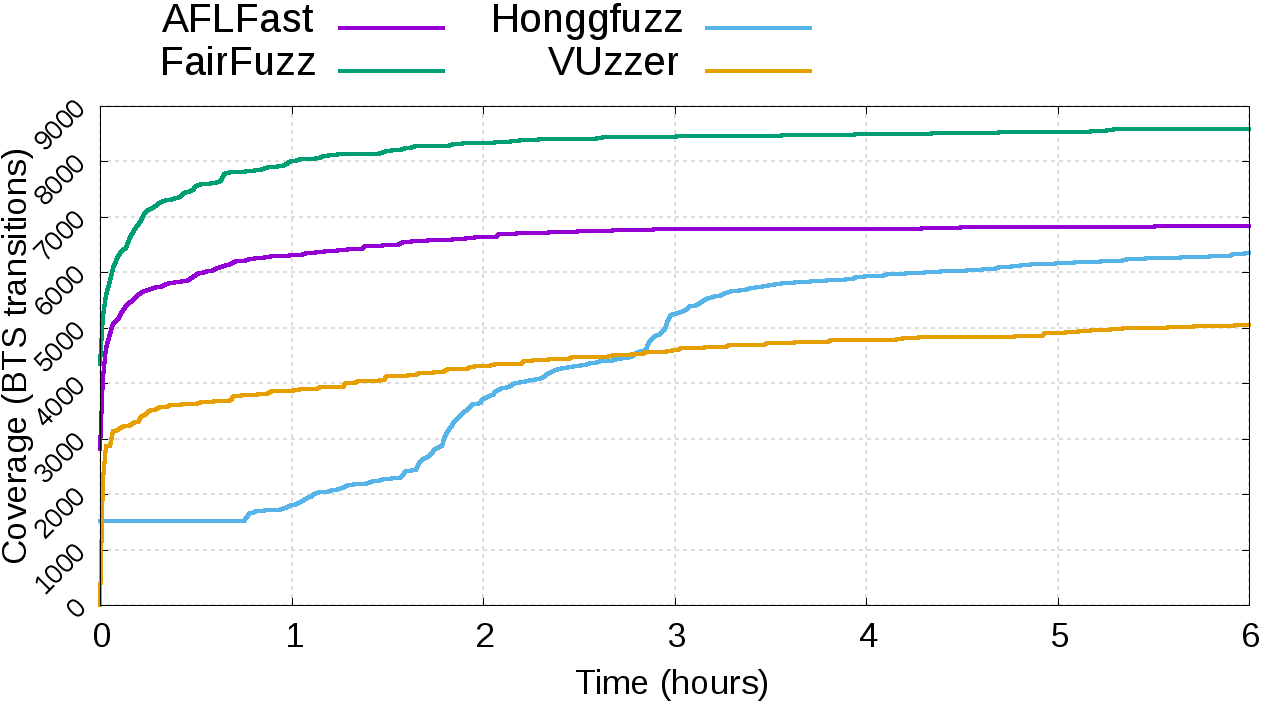 AFLFast Honggfuzz
FairFuzz VUzzer
Coverage (BTS transitions)
9000
8000
7000
6000
5000
4000
3000
2000
1000
0
0 1 2 3 4 5 6
Time (hours)